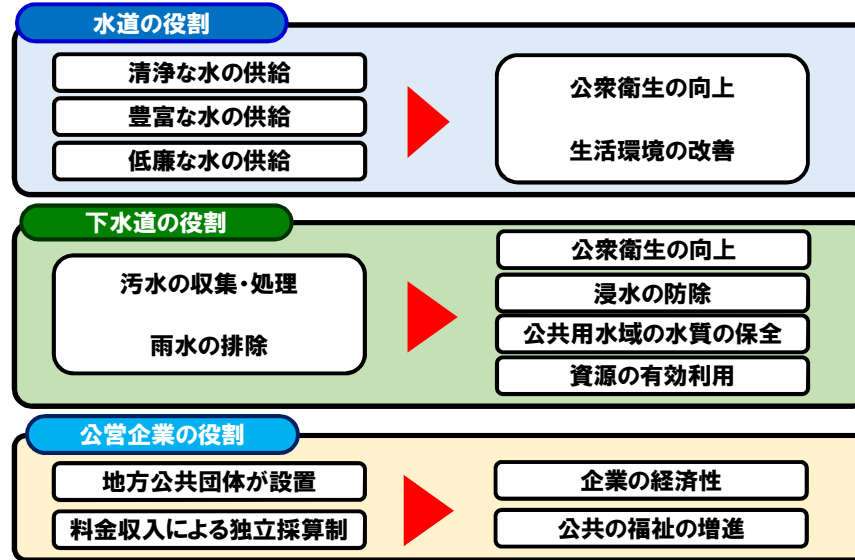 水道の役割
清浄な水の供給
豊富な水の供給
低廉な水の供給
公衆衛生の向上
生活環境の改善
下水道の役割
汚水の収集・処理
雨水の排除
公衆衛生の向上
浸水の防除
公共用水域の水質の保全
資源の有効利用
公営企業の役割
地方公共団体が設置
料金収入による独立採算制
企業の経済性
公共の福祉の増進